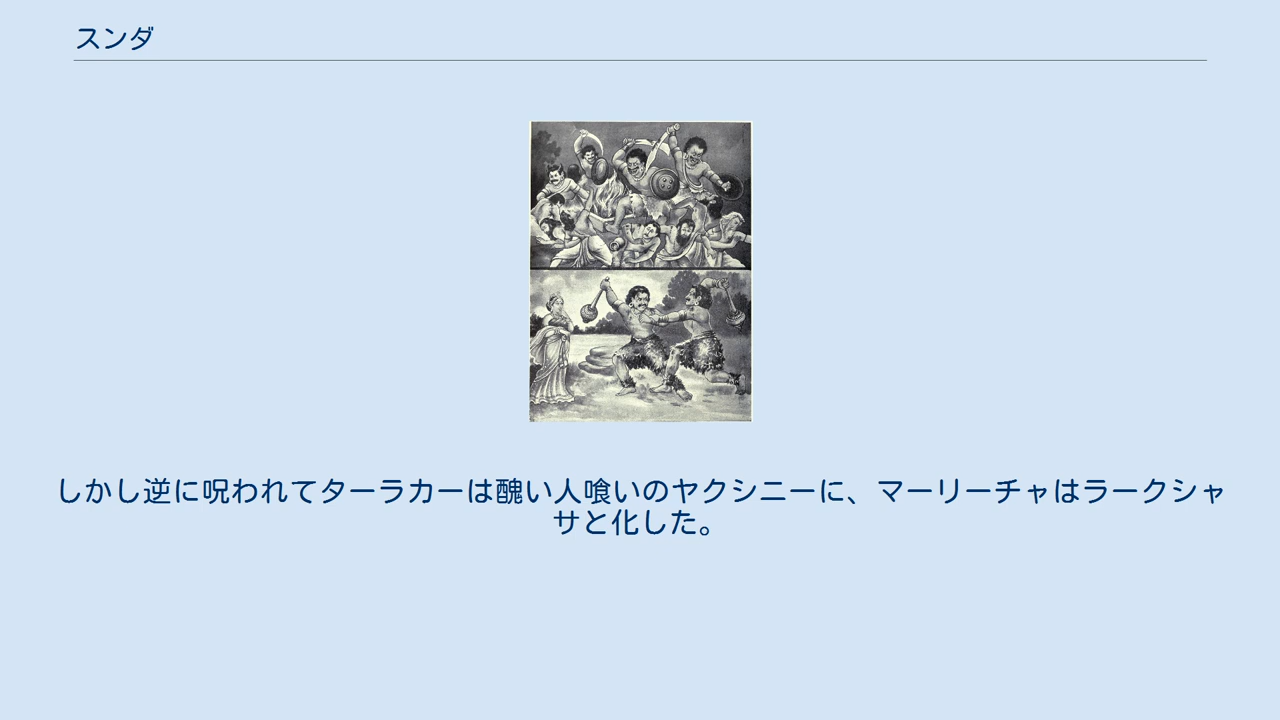 スンダ
しかし逆に呪われてターラカーは醜い人喰いのヤクシニーに、マーリーチャはラークシャ
サと化した。